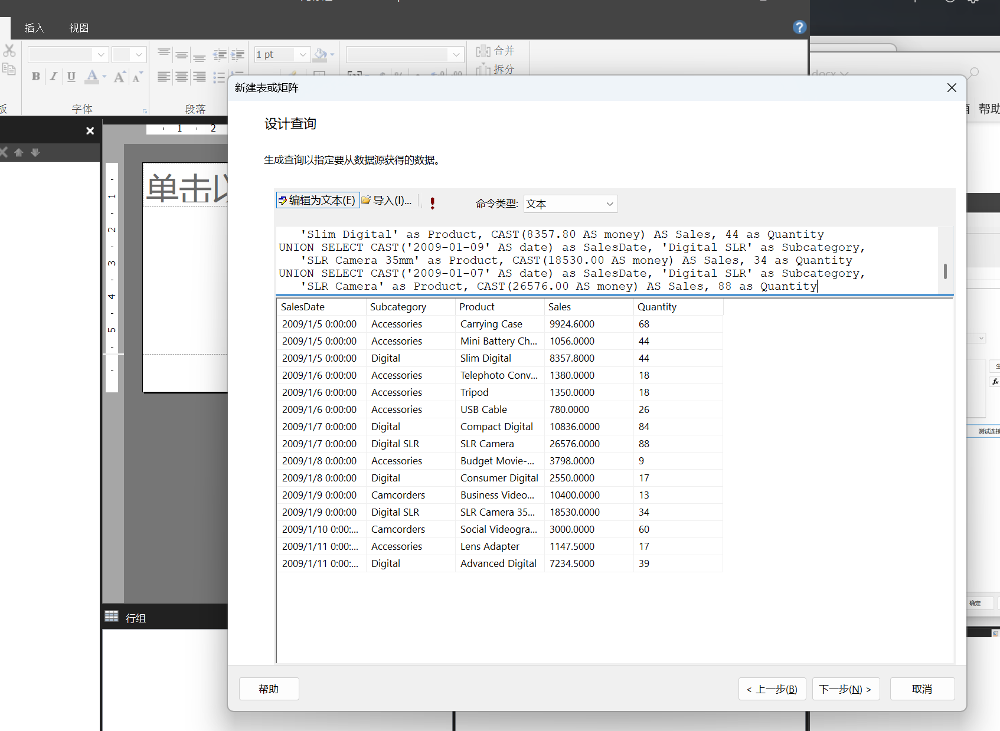 插入 视图
1 pt
合并
拆分
B I U A A A
板 字体 段落
docx
帮助
1 2
新建表或矩阵
设计查询
生成查询以指定要从数据源获得的数据。
单击以
编辑为文本(E) 导入(I)... 命令类型: 文本
'Slim Digital' as Product, CAST(8357.80 AS money) AS Sales, 44 as Quantity
UNION SELECT CAST('2009-01-09' AS date) as SalesDate, 'Digital SLR' as Subcategory,
'SLR Camera 35mm' as Product, CAST(18530.00 AS money) AS Sales, 34 as Quantity
UNION SELECT CAST('2009-01-07' AS date) as SalesDate, 'Digital SLR' as Subcategory,
'SLR Camera' as Product, CAST(26576.00 AS money) AS Sales, 88 as Quantity
SalesDate Subcategory Product Sales Quantity
2009/1/5 0:00:00 Accessories Carrying Case 9924.6000 68
2009/1/5 0:00:00 Accessories Mini Battery Ch... 1056.0000 44
2009/1/5 0:00:00 Digital Slim Digital 8357.8000 44
2009/1/6 0:00:00 Accessories Telephoto Conv... 1380.0000 18
2009/1/6 0:00:00 Accessories Tripod 1350.0000 18
2009/1/6 0:00:00 Accessories USB Cable 780.0000 26
2009/1/7 0:00:00 Digital Compact Digital 10836.0000 84
2009/1/7 0:00:00 Digital SLR SLR Camera 26576.0000 88
2009/1/8 0:00:00 Accessories Budget Movie-... 3798.0000 9
2009/1/8 0:00:00 Digital Consumer Digital 2550.0000 17
2009/1/9 0:00:00 Camcorders Business Video... 10400.0000 13
2009/1/9 0:00:00 Digital SLR SLR Camera 35... 18530.0000 34
2009/1/10 0:00:... Camcorders Social Videogra... 3000.0000 60
2009/1/11 0:00:... Accessories Lens Adapter 1147.5000 17
2009/1/11 0:00:... Digital Advanced Digital 7234.5000 39
1
2
3
4
5
fx
测试连接
确定
行组
帮助 < 上一步(B) 下一步(N) > 取消